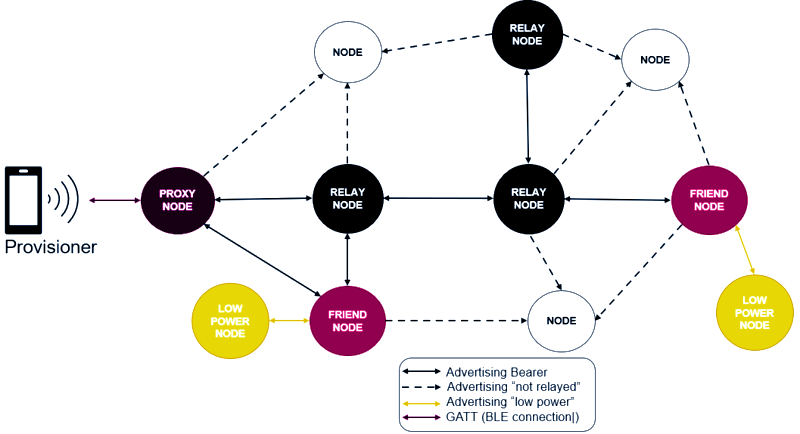 RELAY
NODE
NODE
NODE
PROXY
NODE
RELAY
NODE
RELAY
NODE
FRIEND
NODE
Provisioner
LOW
POWER
NODE
FRIEND
NODE
NODE
LOW
POWER
NODE
Advertising Bearer
Advertising “not relayed”
Advertising “low power”
GATT (BLE connection|)